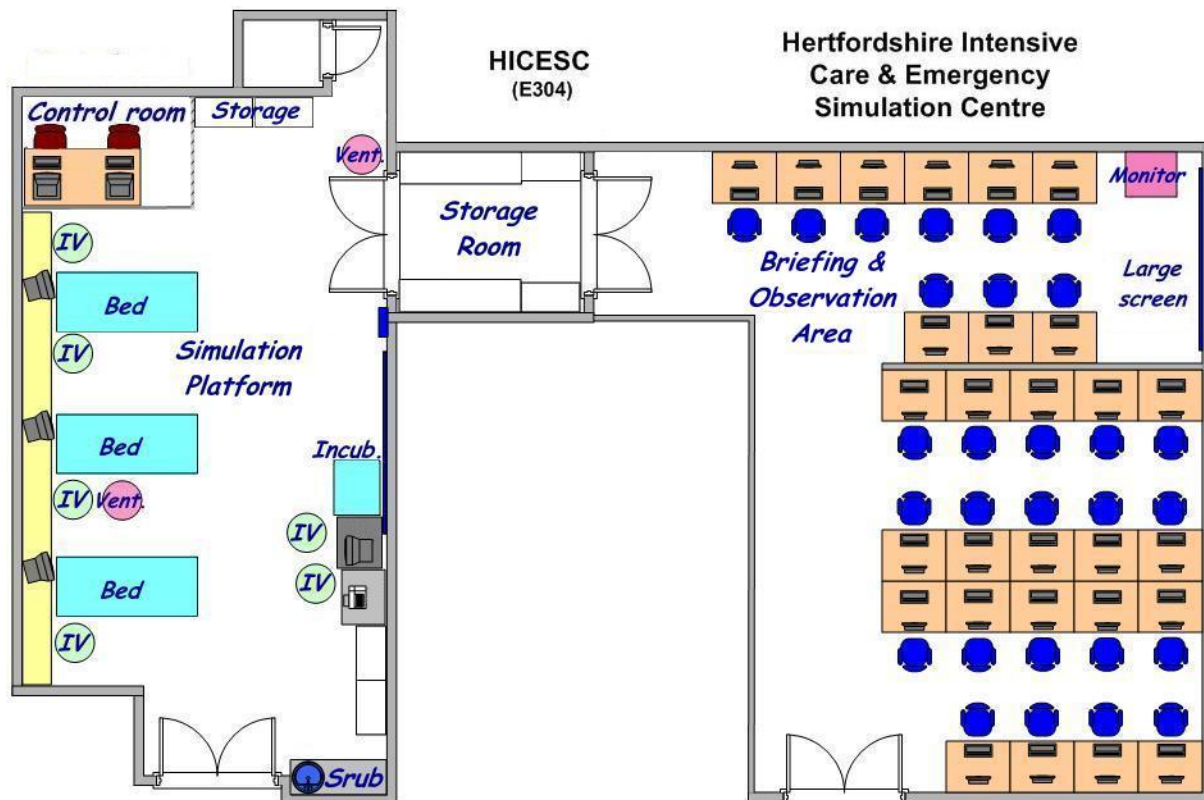 HICESC
(E304)
Hertfordshire Intensive
Care & Emergency
Simulation Centre
Control room
Storage
Vent.
Monitor
Storage
Room
IV
Bed
IV
Simulation
Platform
Briefing &
Observation
Area
Large
screen
Bed
Incub.
IV
Vent.
IV
IV
Bed
IV
Srub